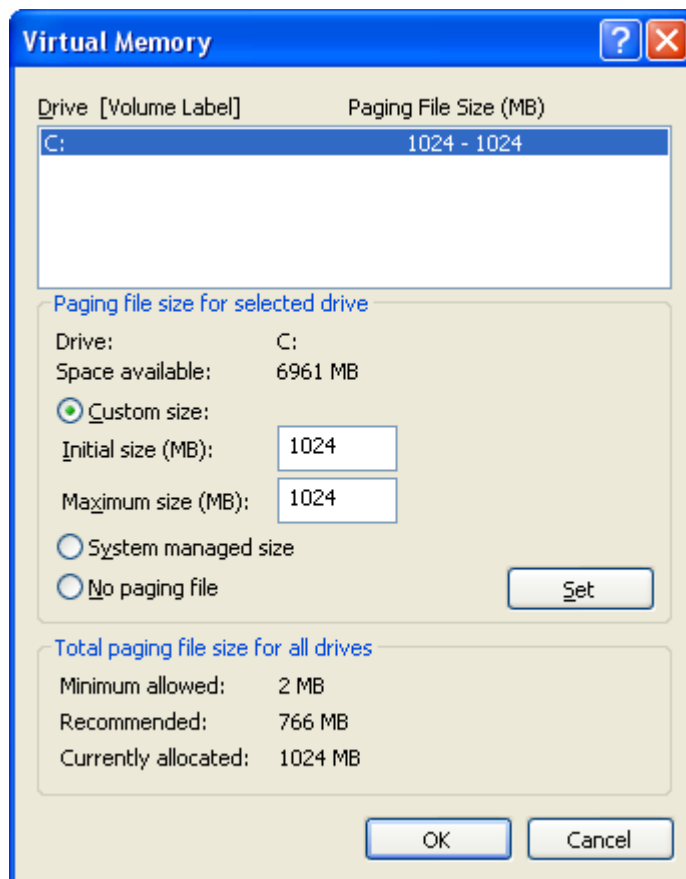 Virtual Memory
Drive [Volume Label] Paging File Size (MB)
C: 1024 - 1024
Paging file size for selected drive
Drive: C:
Space available: 6961 MB
Custom size:
Initial size (MB): 1024
Maximum size (MB): 1024
System managed size
No paging file Set
Total paging file size for all drives
Minimum allowed: 2 MB
Recommended: 766 MB
Currently allocated: 1024 MB
OK Cancel